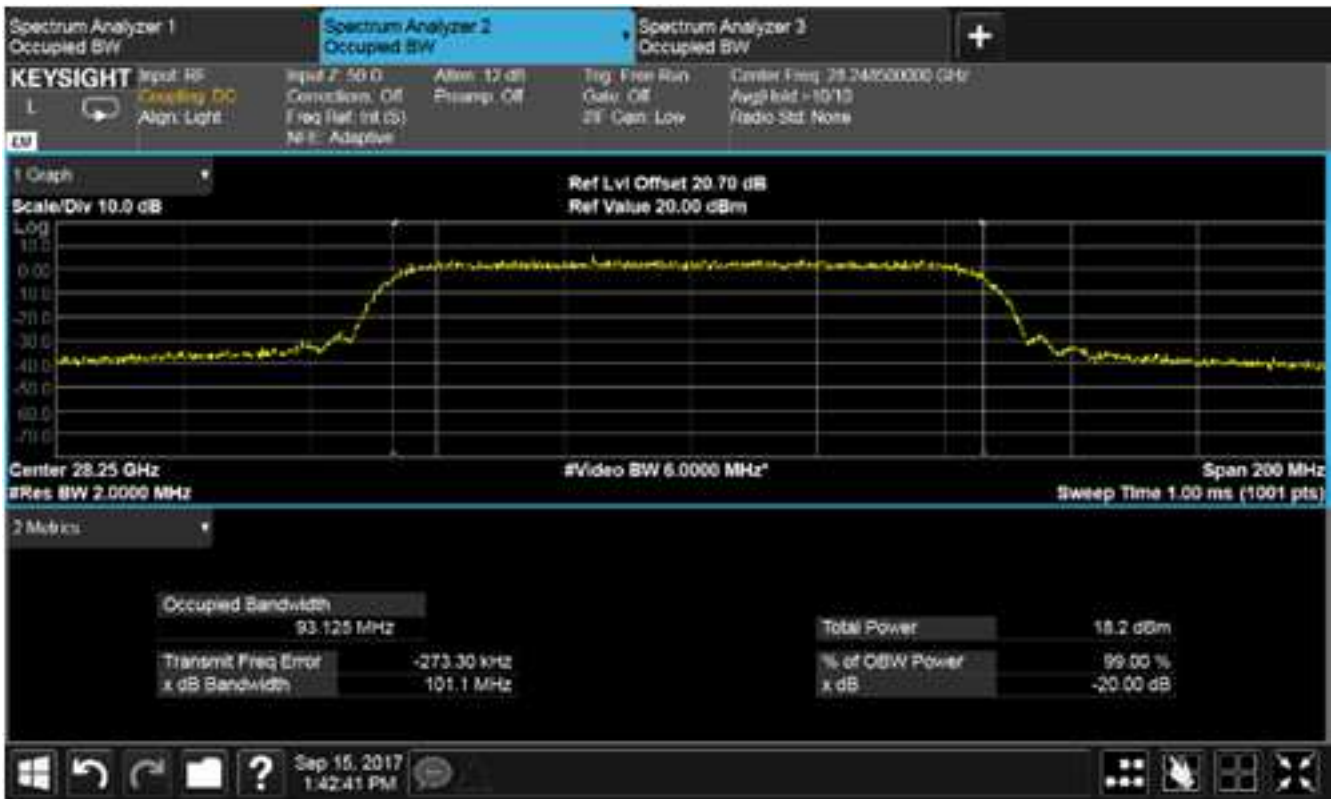 Spectrum Analyzer 1
Occupied BW
Spectrum Analyzer 2
Occupied BW
Spectrum Analyzer 3
Occupied BW
KEYSIGHT
L
Input: RF
Coupling: DC
Align: Light
Input Z: 50 Ω
Corrections: Off
Freq Ref: Int (S)
NFE: Adaptive
Atten: 12 dB
Preamp: Off
Trig: Free Run
Gate: Off
#IF Gain: Low
Center Freq: 28.248500000 GHz
Avg|Hold:>10/10
Radio Std: None
1 Graph
Scale/Div 10.0 dB
Ref Lvl Offset 20.70 dB
Ref Value 20.00 dBm
Log
10.0
0.00
-10.0
-20.0
-30.0
-40.0
-50.0
-60.0
-70.0
Center 28.25 GHz
#Video BW 6.0000 MHz*
Span 200 MHz
#Res BW 2.0000 MHz
Sweep Time 1.00 ms (1001 pts)
2 Metrics
Occupied Bandwidth
93.125 MHz
Total Power 18.2 dBm
Transmit Freq Error -273.30 kHz
% of OBW Power 99.00 %
x dB Bandwidth 101.1 MHz
x dB -20.00 dB
?
Sep 15, 2017
1:42:41 PM